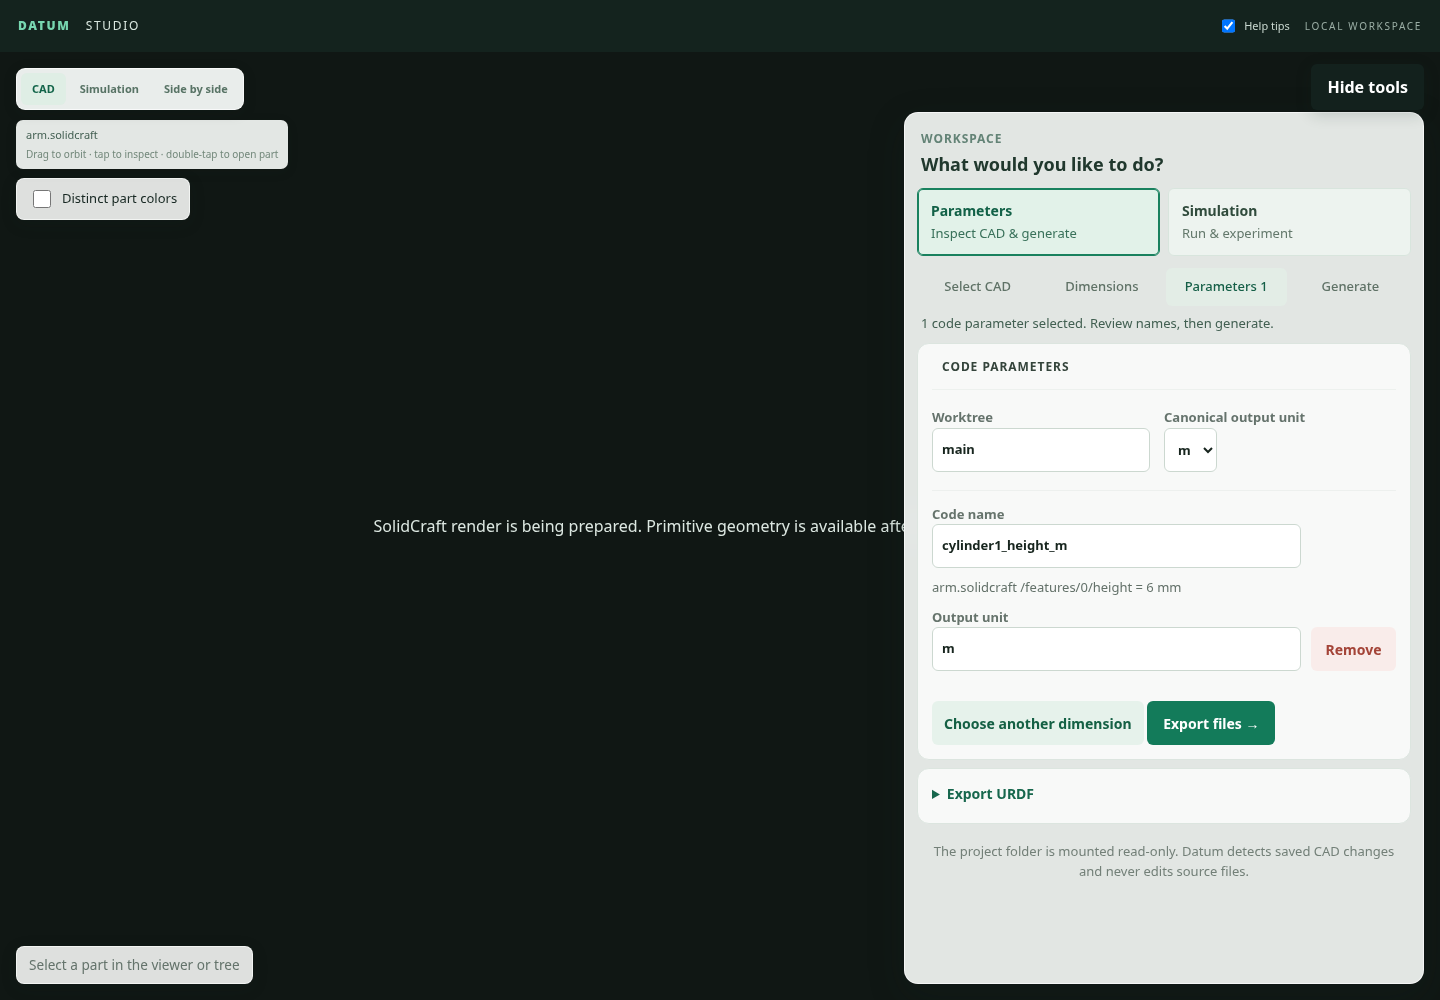 DATUM STUDIO
Help tips
LOCAL WORKSPACE
CAD
Simulation
Side by side
Hide tools
arm.solidcraft
Drag to orbit · tap to inspect · double-tap to open part
Distinct part colors
SolidCraft render is being prepared. Primitive geometry is available
WORKSPACE
What would you like to do?
Parameters
Inspect CAD & generate
Simulation
Run & experiment
Select CAD
Dimensions
Parameters 1
Generate
1 code parameter selected. Review names, then generate.
CODE PARAMETERS
Worktree
Canonical output unit
main
m
Code name
cylinder1_height_m
arm.solidcraft /features/0/height = 6 mm
Output unit
m
Remove
Choose another dimension
Export files →
▶ Export URDF
The project folder is mounted read-only. Datum detects saved CAD changes
and never edits source files.
Select a part in the viewer or tree